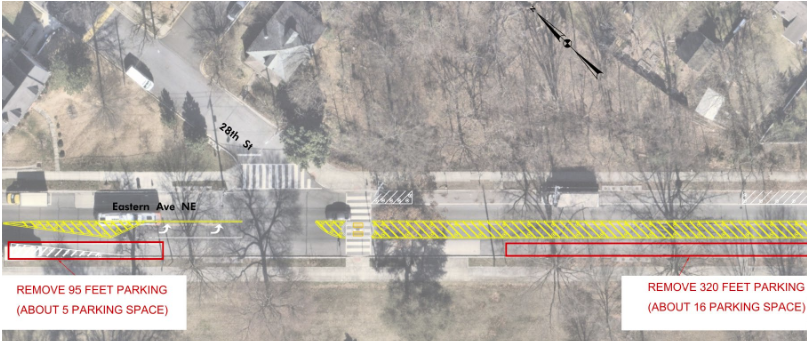 28th St
Eastern Ave NE
REMOVE 95 FEET PARKING
(ABOUT 5 PARKING SPACE)
REMOVE 320 FEET PARKING
(ABOUT 16 PARKING SPACE)